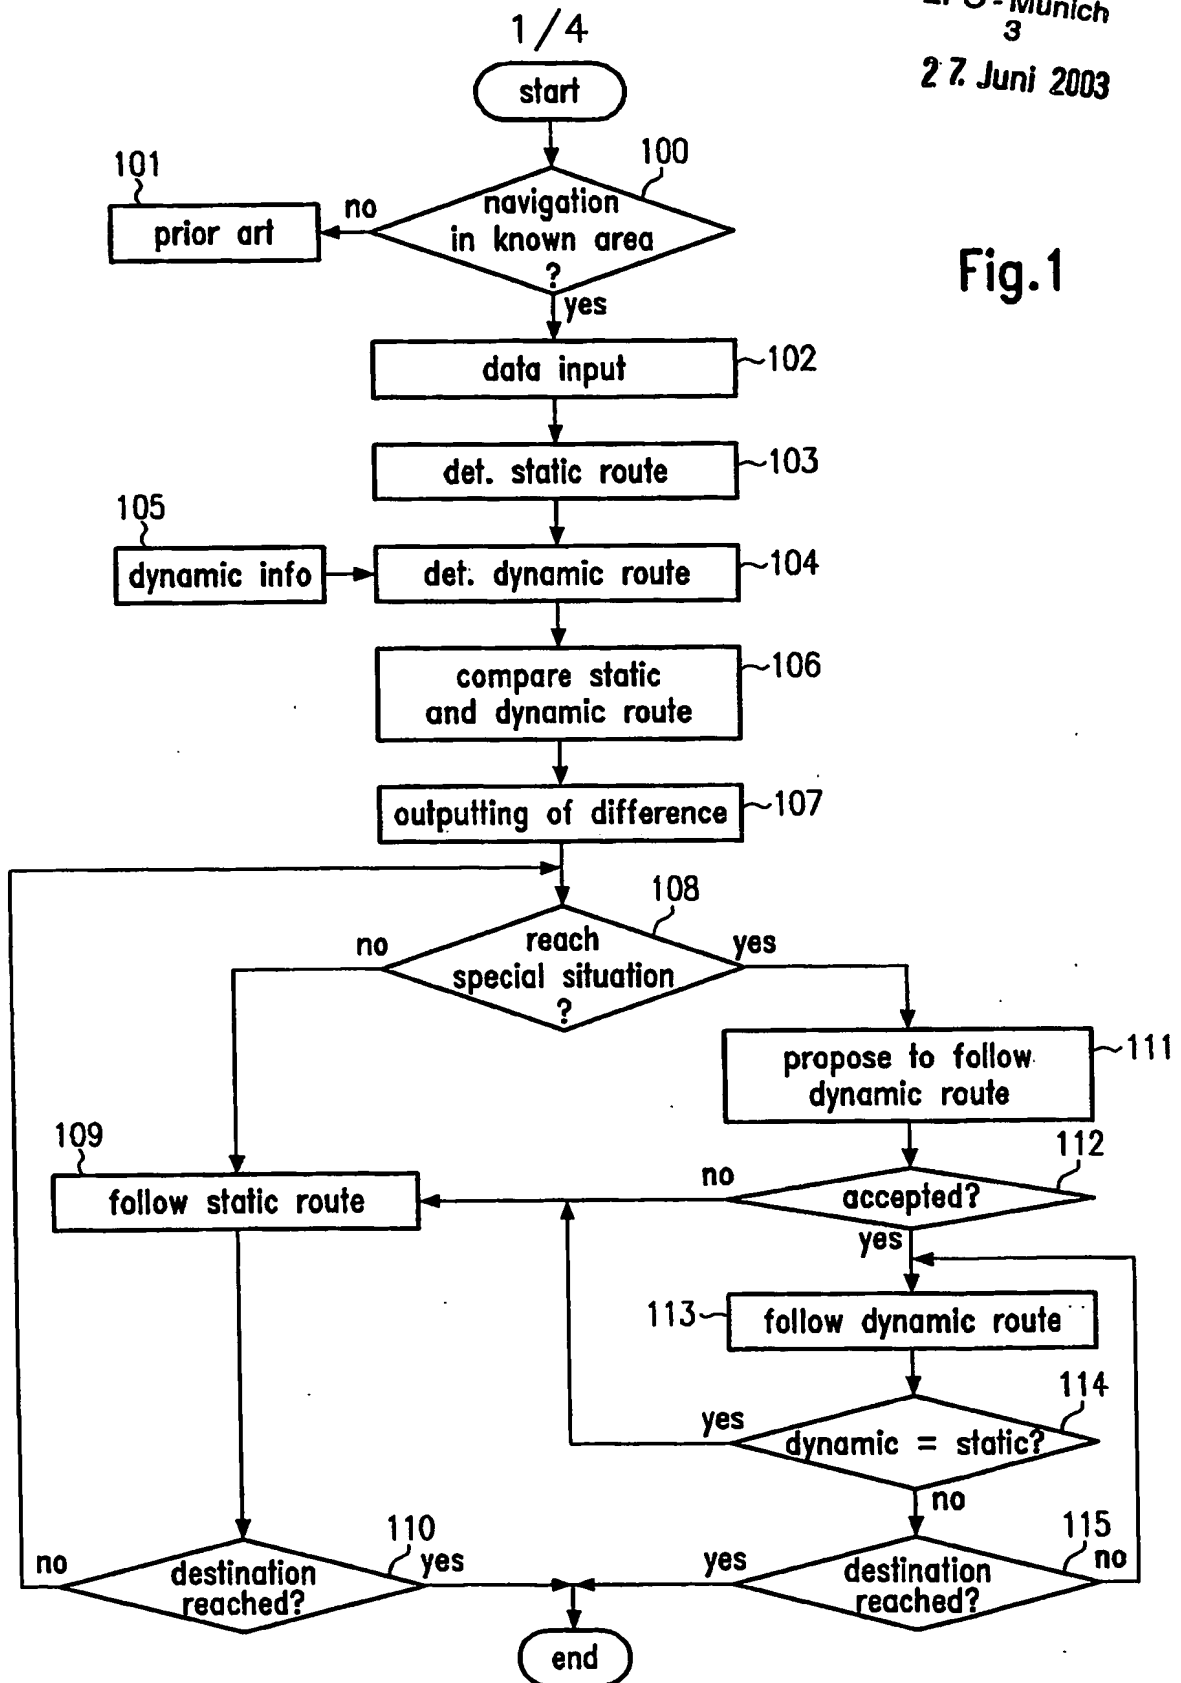 1/4
- Munich
3
27. Juni 2003
start
100
101
navigation
in known area
?
no
prior art
Fig.1
yes
data input
102
det. static route
103
105
dynamic info
det. dynamic route
104
compare static
and dynamic route
106
outputting of difference
107
108
no
reach
special situation
?
yes
propose to follow
dynamic route
111
109
112
no
accepted?
follow static route
yes
113
follow dynamic route
114
yes
dynamic = static?
no
110
115
no
destination
reached?
yes
yes
destination
reached?
no
end